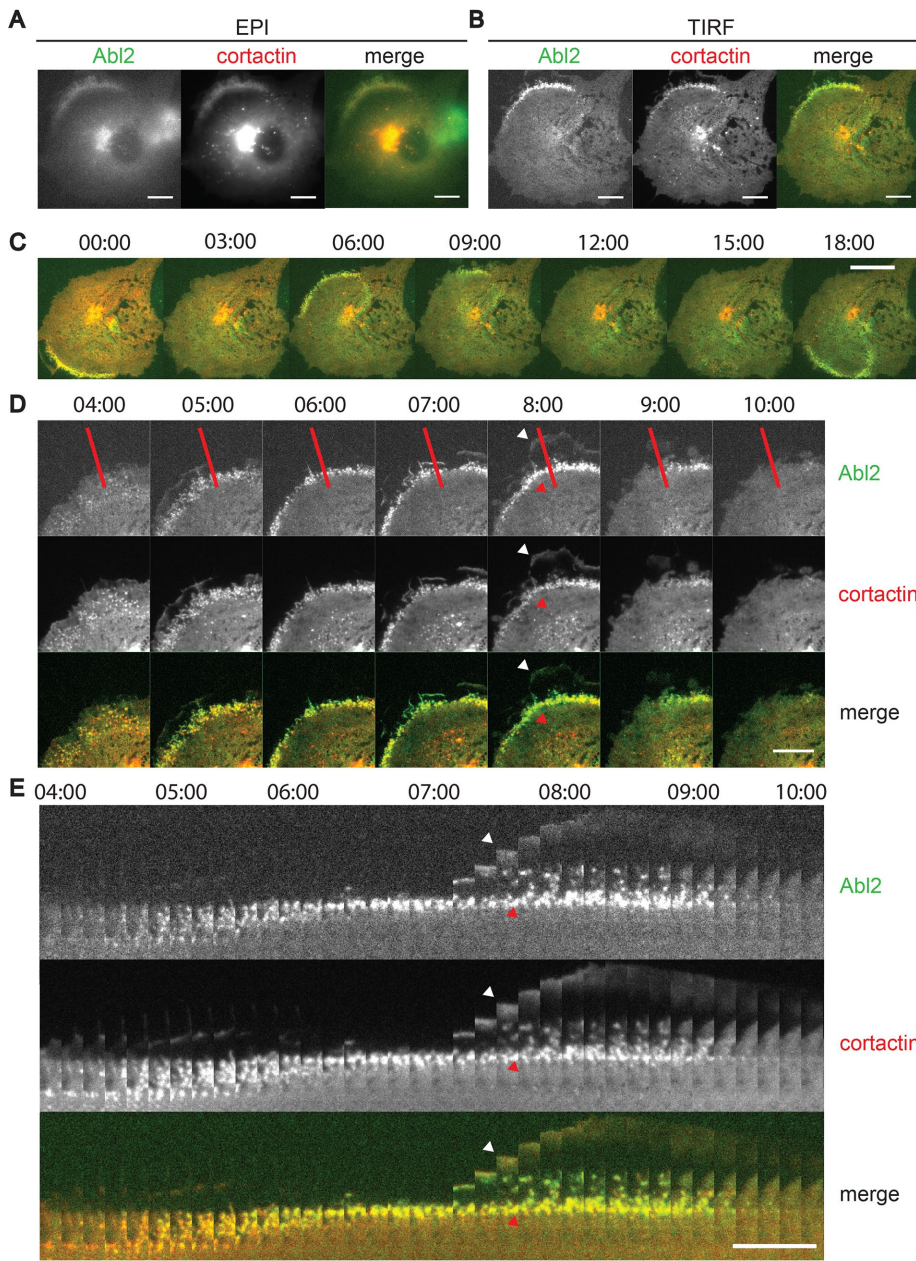 A EPI B TIRF
Abl2 cortactin merge Abl2 cortactin merge
C 00:00 03:00 06:00 09:00 12:00 15:00 18:00
D 04:00 05:00 06:00 07:00 8:00 9:00 10:00
Abl2
cortactin
merge
E 04:00 05:00 06:00 07:00 08:00 09:00 10:00
Abl2
cortactin
merge